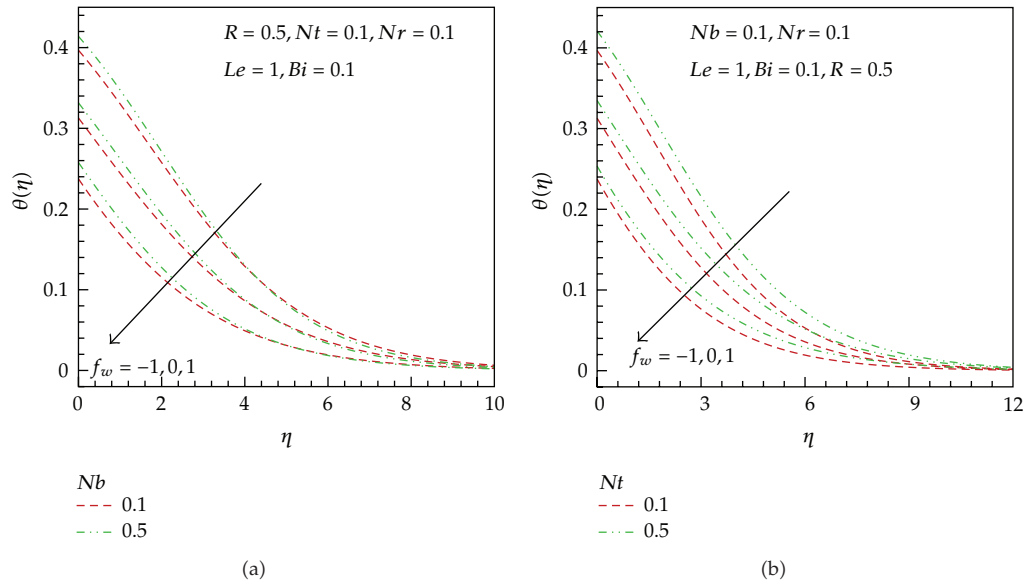 R = 0.5, Nt = 0.1, Nr = 0.1
Le = 1, Bi = 0.1
0.4
0.3
0.2
0.1
0
θ(η)
f_w = −1, 0, 1
0 2 4 6 8 10
η
Nb
0.1
0.5
(a)
Nb = 0.1, Nr = 0.1
Le = 1, Bi = 0.1, R = 0.5
0.4
0.3
0.2
0.1
0
θ(η)
f_w = −1, 0, 1
0 3 6 9 12
η
Nt
0.1
0.5
(b)